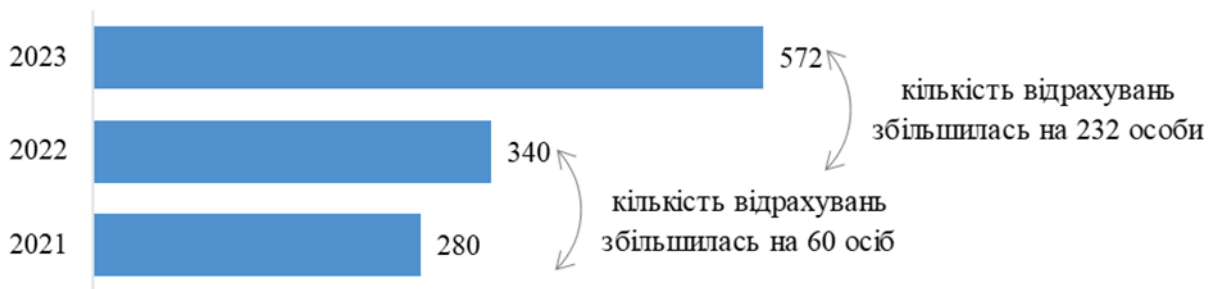 2023
572
кількість відрахувань
збільшилась на 232 особи
2022
340
кількість відрахувань
збільшилась на 60 осіб
2021
280